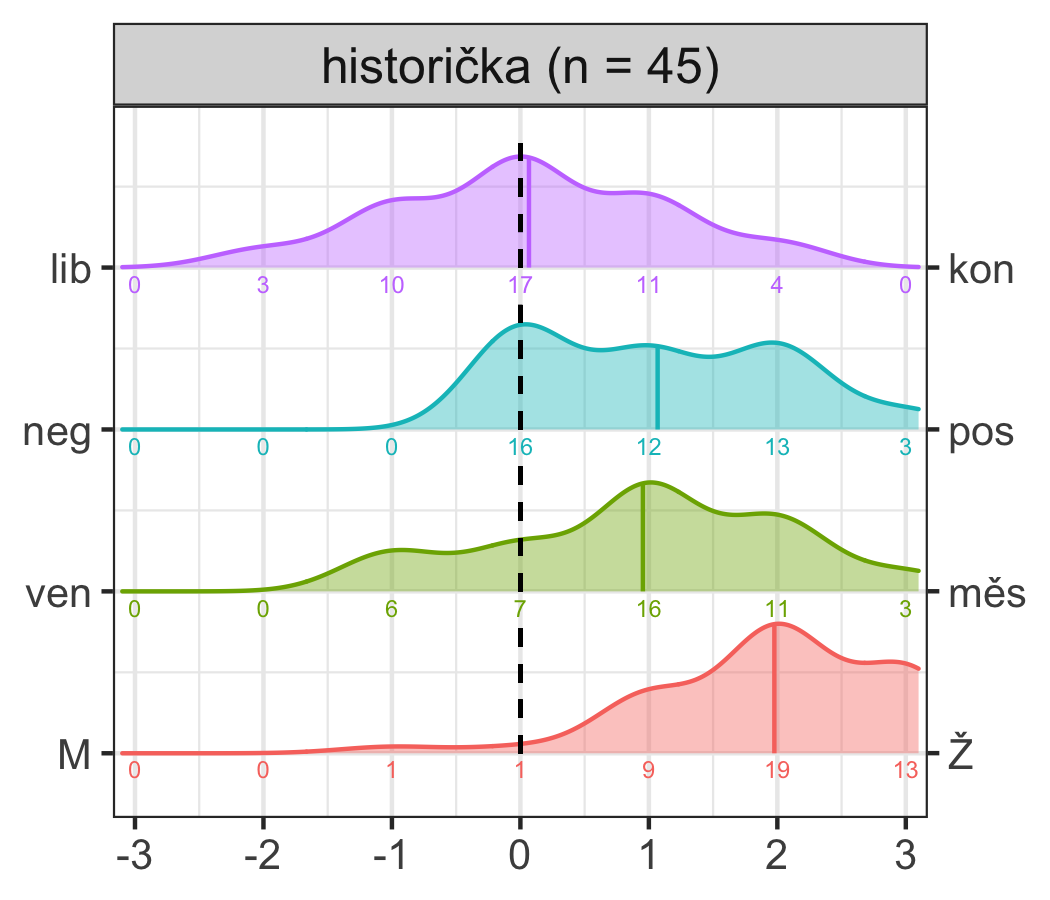 historička (n = 45)
lib kon
0 3 10 17 11 4 0
neg pos
0 0 0 16 12 13 3
ven měs
0 0 6 7 16 11 3
M Ž
0 0 1 1 9 19 13
-3 -2 -1 0 1 2 3